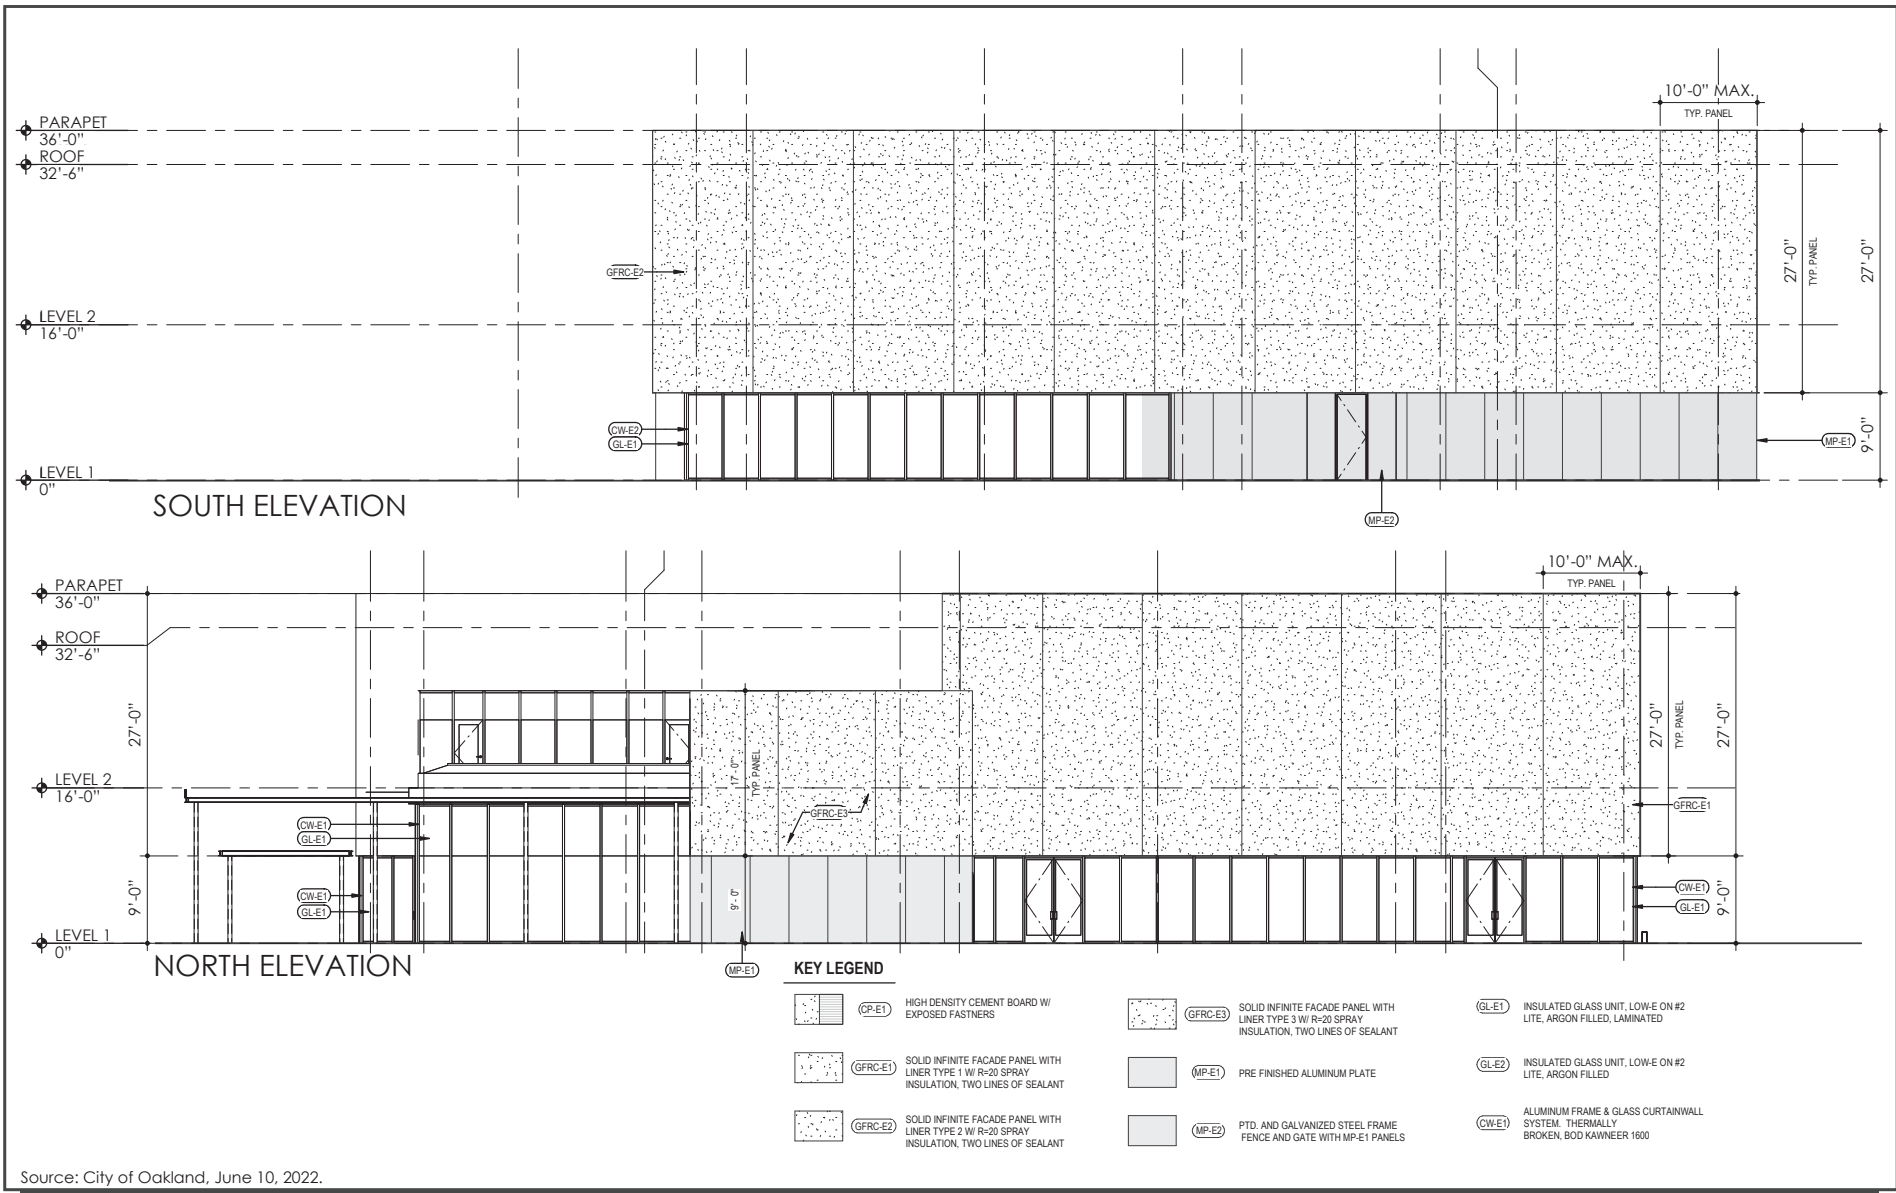 10'-0" MAX.
TYP. PANEL
PARAPET
36'-0"
ROOF
32'-6"
GFRC-E2
27'-0"
TYP. PANEL
27'-0"
LEVEL 2
16'-0"
CW-E2
GL-E1
MP-E1
9'-0"
LEVEL 1
0"
SOUTH ELEVATION
MP-E2
10'-0" MAX.
TYP. PANEL
PARAPET
36'-0"
ROOF
32'-6"
27'-0"
27'-0"
TYP. PANEL
27'-0"
17'-0"
TYP. PANEL
LEVEL 2
16'-0"
GFRC-E3
GFRC-E1
CW-E1
GL-E1
9'-0"
CW-E1
GL-E1
9'-0"
CW-E1
GL-E1
9'-0"
LEVEL 1
0"
NORTH ELEVATION
MP-E1
KEY LEGEND
CP-E1
HIGH DENSITY CEMENT BOARD W/
EXPOSED FASTNERS
GFRC-E1
SOLID INFINITE FACADE PANEL WITH
LINER TYPE 1 W/ R=20 SPRAY
INSULATION, TWO LINES OF SEALANT
GFRC-E2
SOLID INFINITE FACADE PANEL WITH
LINER TYPE 2 W/ R=20 SPRAY
INSULATION, TWO LINES OF SEALANT
GFRC-E3
SOLID INFINITE FACADE PANEL WITH
LINER TYPE 3 W/ R=20 SPRAY
INSULATION, TWO LINES OF SEALANT
MP-E1
PRE FINISHED ALUMINUM PLATE
MP-E2
PTD. AND GALVANIZED STEEL FRAME
FENCE AND GATE WITH MP-E1 PANELS
GL-E1
INSULATED GLASS UNIT, LOW-E ON #2
LITE, ARGON FILLED, LAMINATED
GL-E2
INSULATED GLASS UNIT, LOW-E ON #2
LITE, ARGON FILLED
CW-E1
ALUMINUM FRAME & GLASS CURTAINWALL
SYSTEM. THERMALLY
BROKEN, BOD KAWNEER 1600
Source: City of Oakland, June 10, 2022.